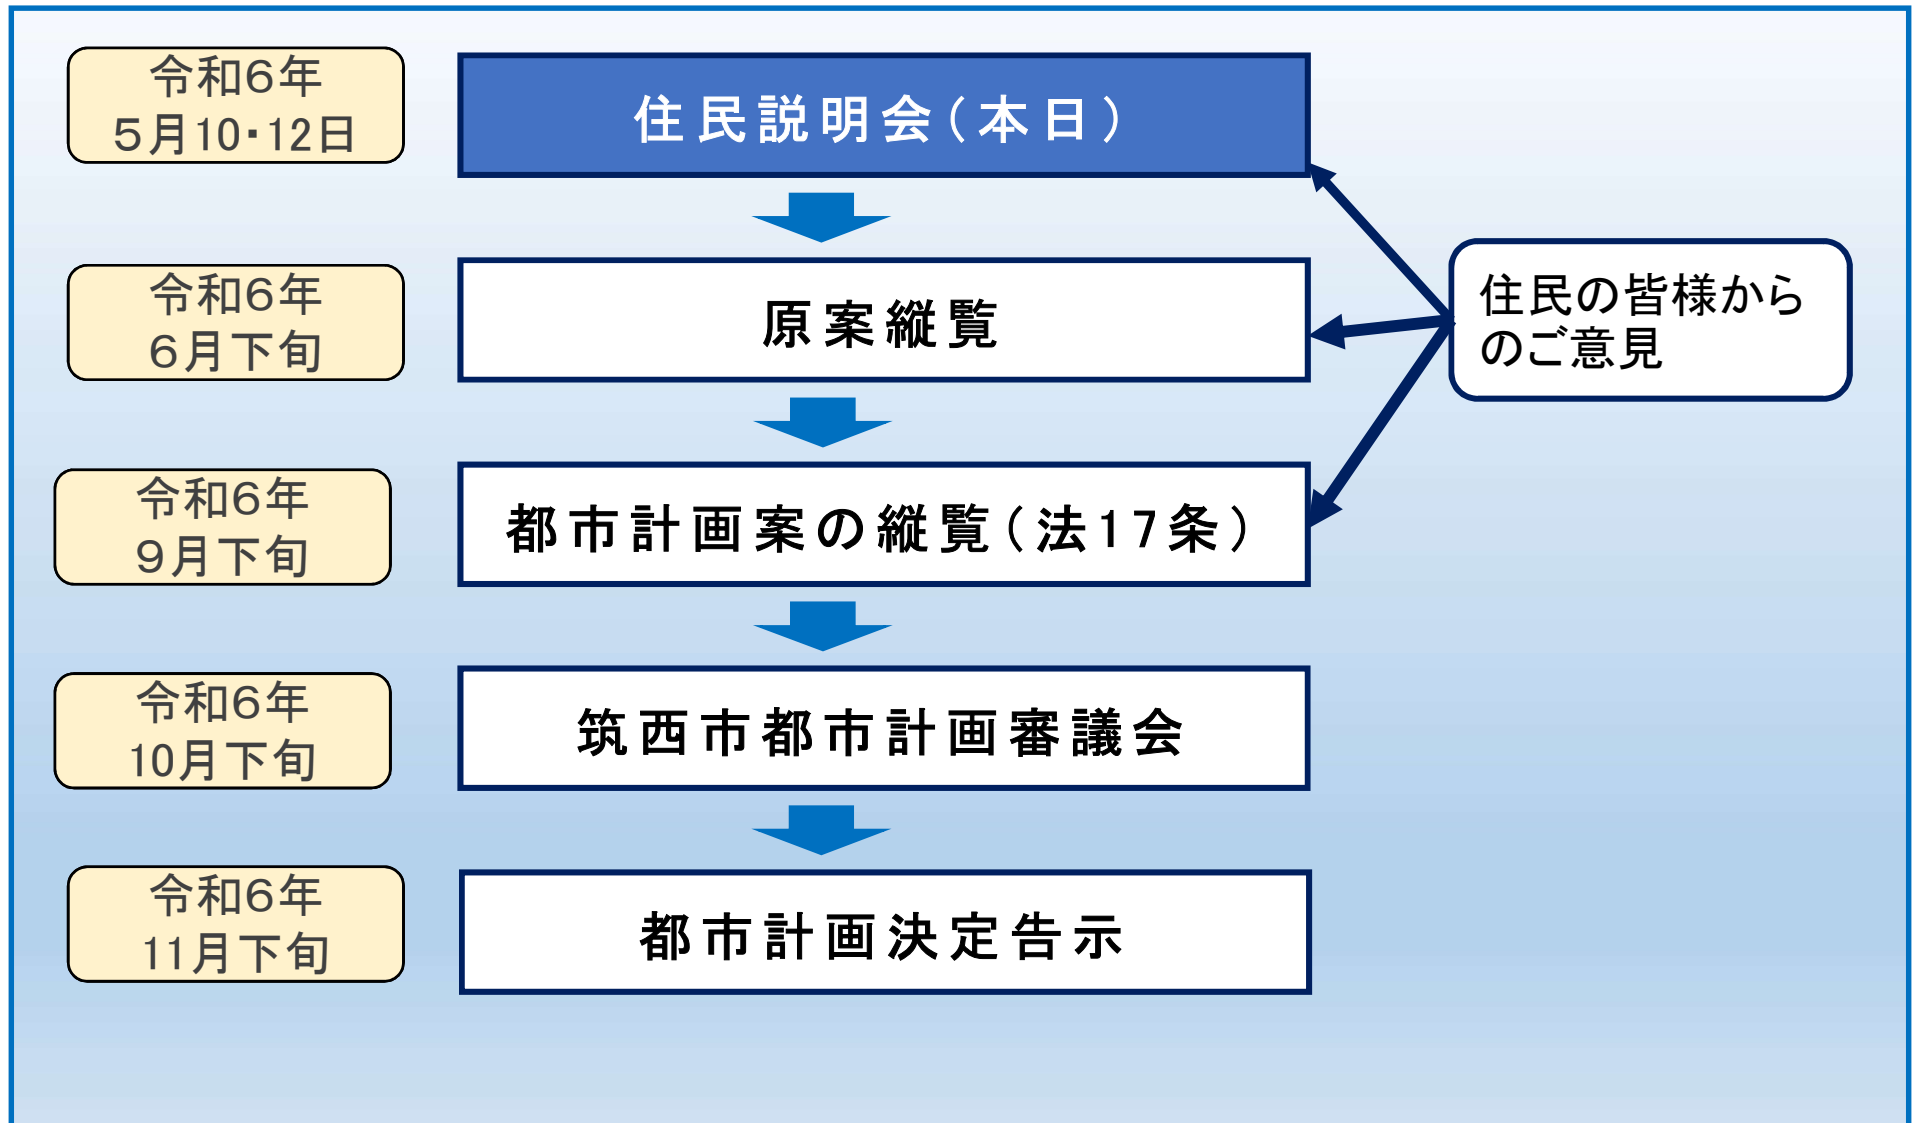 令和6年
5月10・12日
住民説明会(本日)
令和6年
6月下旬
原案縦覧
住民の皆様から
のご意見
令和6年
9月下旬
都市計画案の縦覧(法17条)
令和6年
10月下旬
筑西市都市計画審議会
令和6年
11月下旬
都市計画決定告示